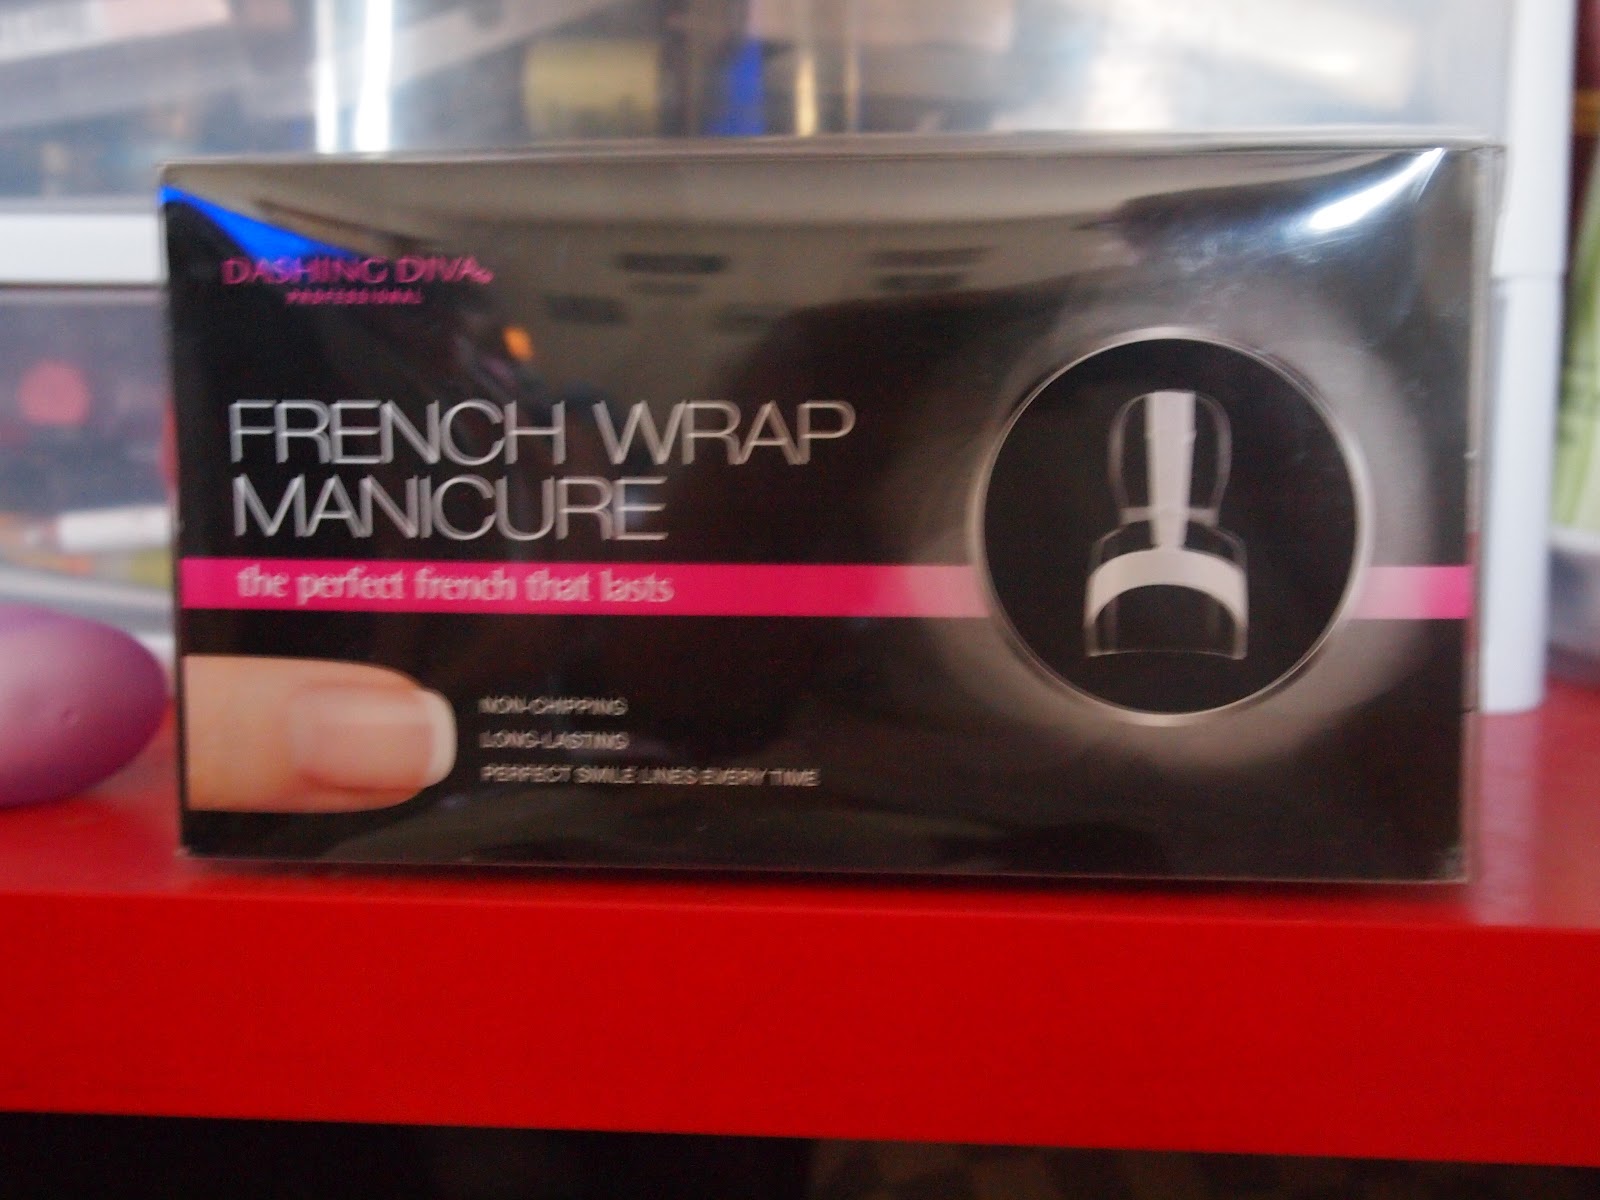 DASHING DIVA®
PROFESSIONAL
FRENCH WRAP
MANICURE
the perfect french that lasts
NON-CHIPPING
LONG-LASTING
PERFECT SMILE LINES EVERY TIME